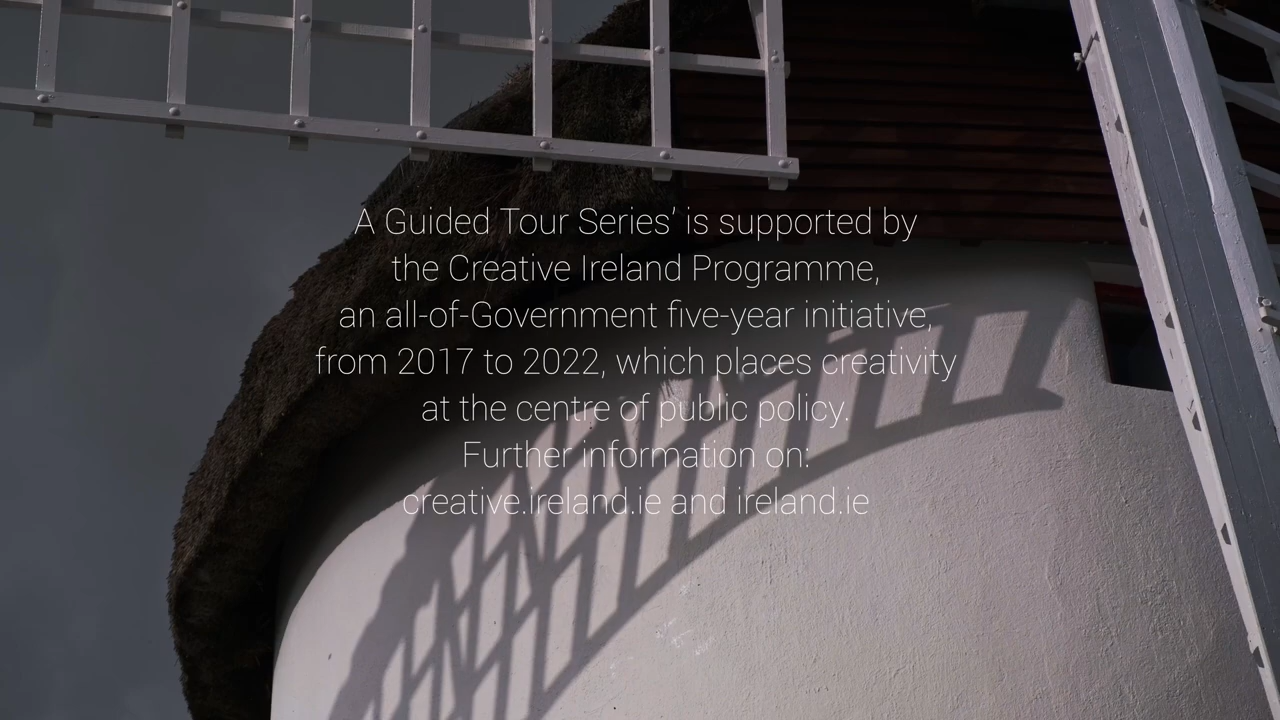 A Guided Tour Series' is supported by
the Creative Ireland Programme,
an all-of-Government five-year initiative,
from 2017 to 2022, which places creativity
at the centre of public policy.
Further information on:
creative.ireland.ie and ireland.ie